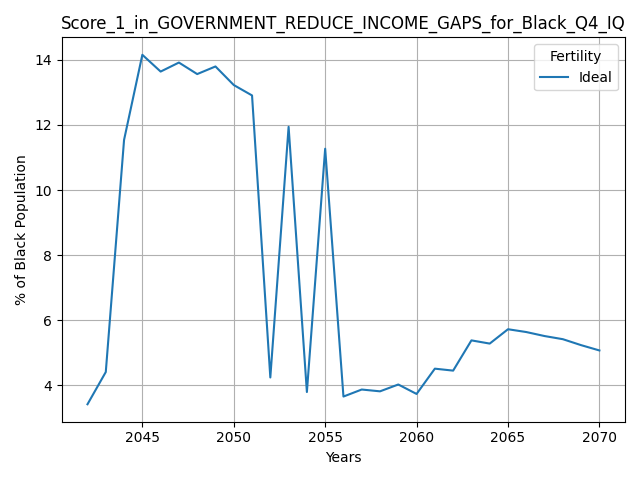 Score_1_in_GOVERNMENT_REDUCE_INCOME_GAPS_for_Black_Q4_IQ
Fertility
Ideal
14
12
10
8
6
4
% of Black Population
2045 2050 2055 2060 2065 2070
Years